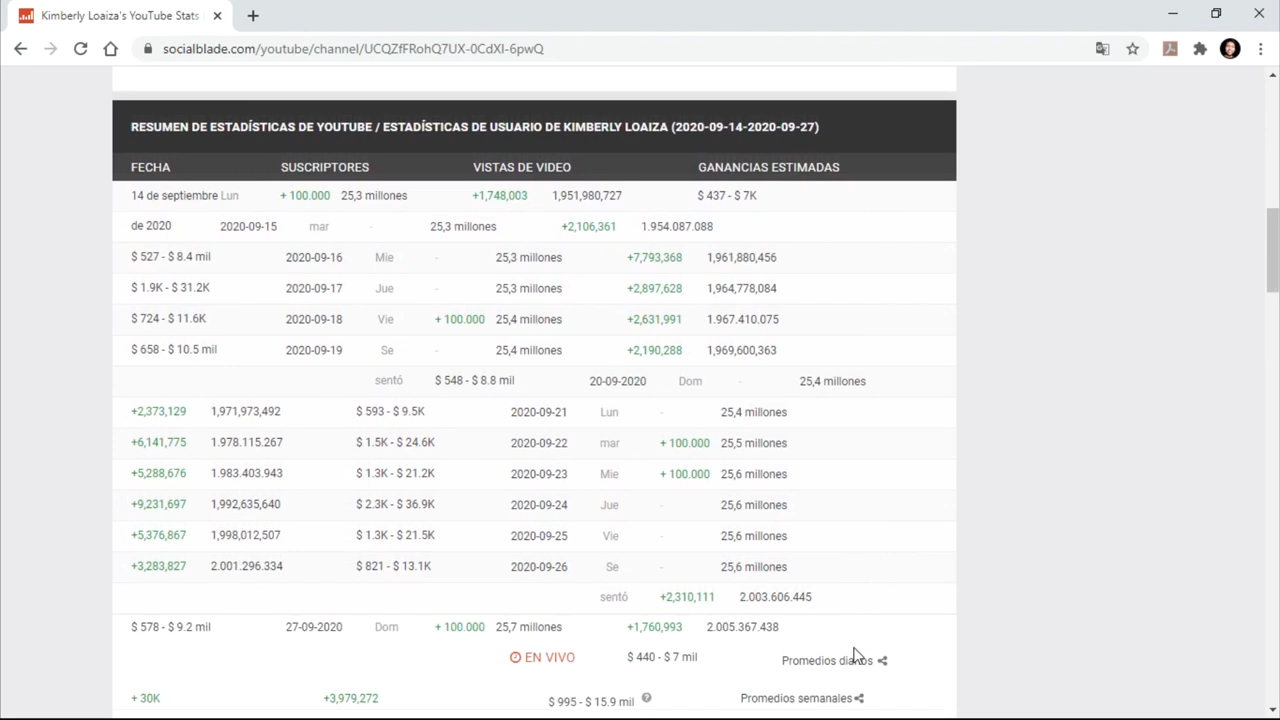 Kimberly Loaiza's YouTube Stats
socialblade.com/youtube/channel/UCQZfFRohQ7UX-0CdXI-6pwQ
RESUMEN DE ESTADÍSTICAS DE YOUTUBE / ESTADÍSTICAS DE USUARIO DE KIMBERLY LOAIZA (2020-09-14-2020-09-27)
FECHA SUSCRIPTORES VISTAS DE VIDEO GANANCIAS ESTIMADAS
14 de septiembre Lun + 100.000 25,3 millones +1,748,003 1,951,980,727 $ 437 - $ 7K
de 2020 2020-09-15 mar - 25,3 millones +2,106,361 1.954.087.088
$ 527 - $ 8.4 mil 2020-09-16 Mie - 25,3 millones +7,793,368 1,961,880,456
$ 1.9K - $ 31.2K 2020-09-17 Jue - 25,3 millones +2,897,628 1,964,778,084
$ 724 - $ 11.6K 2020-09-18 Vie + 100.000 25,4 millones +2,631,991 1.967.410.075
$ 658 - $ 10.5 mil 2020-09-19 Se - 25,4 millones +2,190,288 1,969,600,363
sentó $ 548 - $ 8.8 mil 20-09-2020 Dom - 25,4 millones
+2,373,129 1,971,973,492 $ 593 - $ 9.5K 2020-09-21 Lun - 25,4 millones
+6,141,775 1.978.115.267 $ 1.5K - $ 24.6K 2020-09-22 mar + 100.000 25,5 millones
+5,288,676 1.983.403.943 $ 1.3K - $ 21.2K 2020-09-23 Mie + 100.000 25,6 millones
+9,231,697 1,992,635,640 $ 2.3K - $ 36.9K 2020-09-24 Jue - 25,6 millones
+5,376,867 1,998,012,507 $ 1.3K - $ 21.5K 2020-09-25 Vie - 25,6 millones
+3,283,827 2.001.296.334 $ 821 - $ 13.1K 2020-09-26 Se - 25,6 millones
sentó +2,310,111 2.003.606.445
$ 578 - $ 9.2 mil 27-09-2020 Dom + 100.000 25,7 millones +1,760,993 2.005.367.438
EN VIVO $ 440 - $ 7 mil Promedios diarios
+ 30K +3,979,272 $ 995 - $ 15.9 mil Promedios semanales